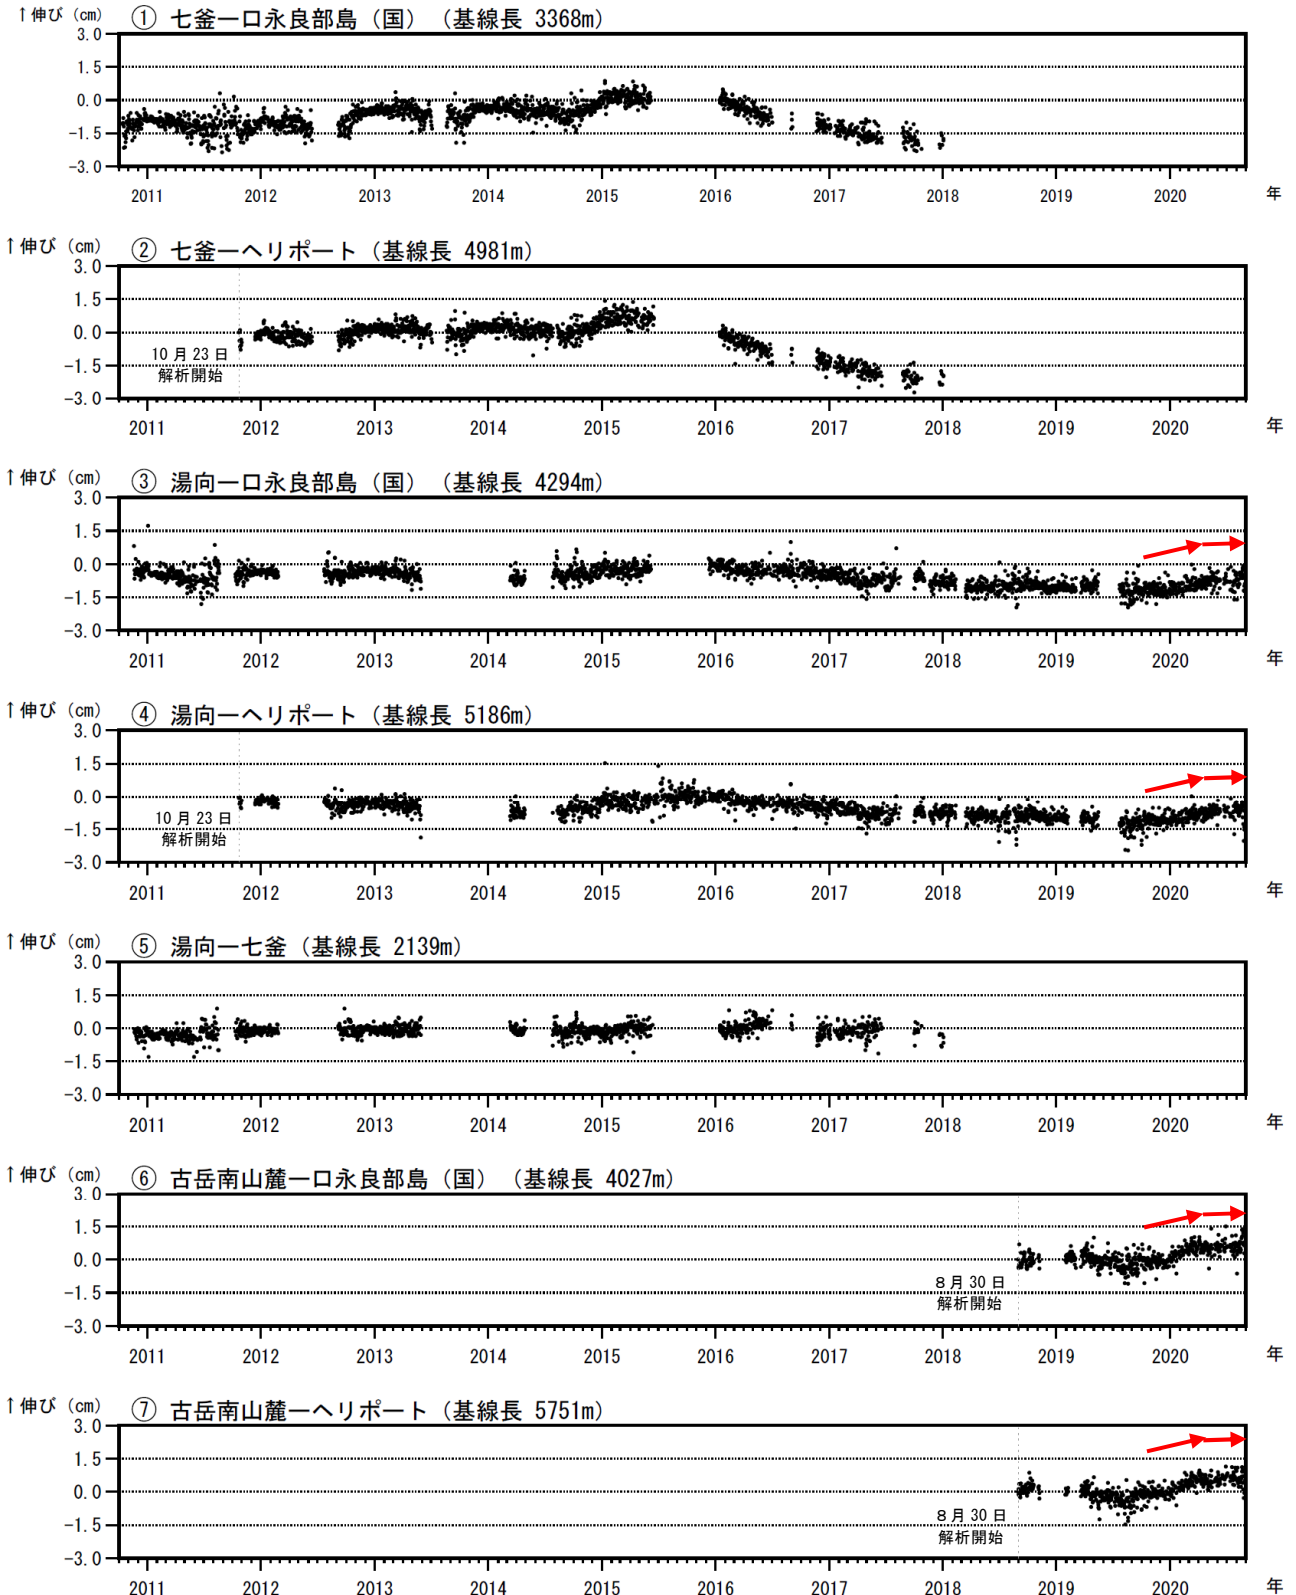 ↑伸び (cm) ① 七釜ー口永良部島（国）（基線長 3368m）
3.0
1.5
0.0
-1.5
-3.0
2011 2012 2013 2014 2015 2016 2017 2018 2019 2020 年
↑伸び (cm) ② 七釜ーヘリポート（基線長 4981m）
3.0
1.5
0.0
-1.5
-3.0
10月23日
解析開始
2011 2012 2013 2014 2015 2016 2017 2018 2019 2020 年
↑伸び (cm) ③ 湯向ー口永良部島（国）（基線長 4294m）
3.0
1.5
0.0
-1.5
-3.0
2011 2012 2013 2014 2015 2016 2017 2018 2019 2020 年
↑伸び (cm) ④ 湯向ーヘリポート（基線長 5186m）
3.0
1.5
0.0
-1.5
-3.0
10月23日
解析開始
2011 2012 2013 2014 2015 2016 2017 2018 2019 2020 年
↑伸び (cm) ⑤ 湯向ー七釜（基線長 2139m）
3.0
1.5
0.0
-1.5
-3.0
2011 2012 2013 2014 2015 2016 2017 2018 2019 2020 年
↑伸び (cm) ⑥ 古岳南山麓ー口永良部島（国）（基線長 4027m）
3.0
1.5
0.0
-1.5
-3.0
8月30日
解析開始
2011 2012 2013 2014 2015 2016 2017 2018 2019 2020 年
↑伸び (cm) ⑦ 古岳南山麓ーヘリポート（基線長 5751m）
3.0
1.5
0.0
-1.5
-3.0
8月30日
解析開始
2011 2012 2013 2014 2015 2016 2017 2018 2019 2020 年